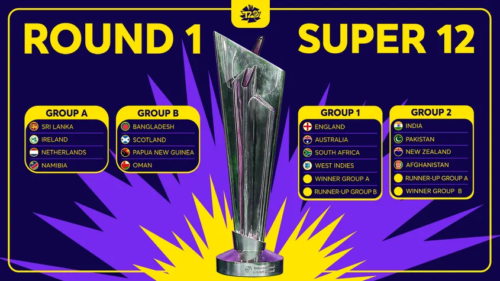 ROUND 1
SUPER 12
GROUP A
SRI LANKA
IRELAND
NETHERLANDS
NAMIBIA
GROUP B
BANGLADESH
SCOTLAND
PAPUA NEW GUINEA
OMAN
GROUP 1
ENGLAND
AUSTRALIA
SOUTH AFRICA
WEST INDIES
WINNER GROUP A
RUNNER-UP GROUP B
GROUP 2
INDIA
PAKISTAN
NEW ZEALAND
AFGHANISTAN
RUNNER-UP GROUP A
WINNER GROUP B